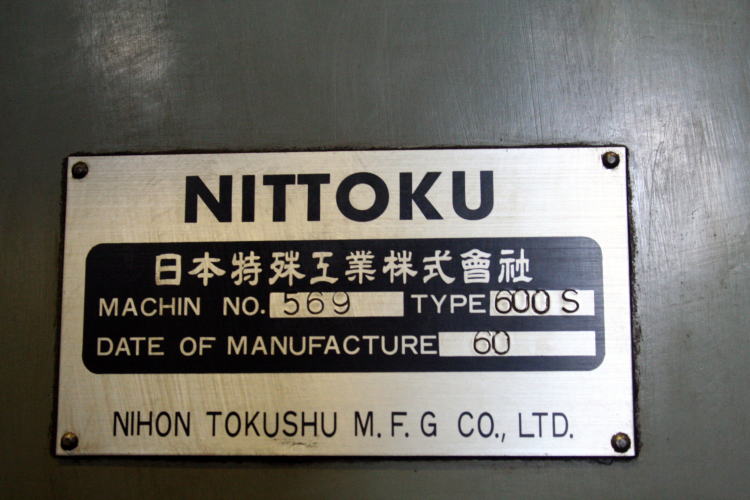 NITTOKU
日本特殊工業株式會社
MACHIN NO. 569 TYPE 600 S
DATE OF MANUFACTURE 60
NIHON TOKUSHU M.F.G CO., LTD.